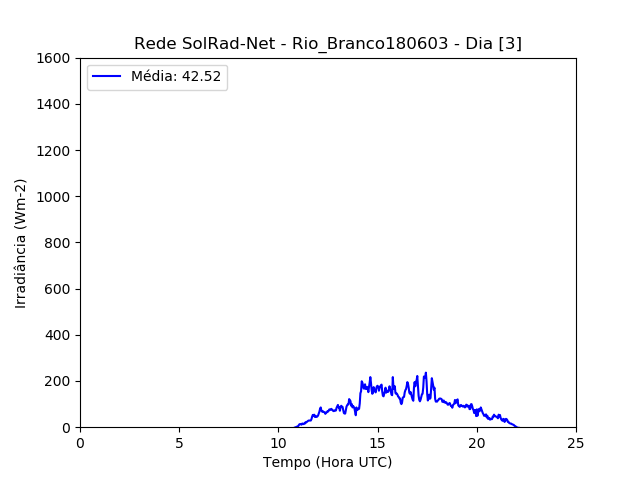 Rede SolRad-Net - Rio_Branco180603 - Dia [3]
Média: 42.52
Irradiância (Wm-2)
1600
1400
1200
1000
800
600
400
200
0
0 5 10 15 20 25
Tempo (Hora UTC)